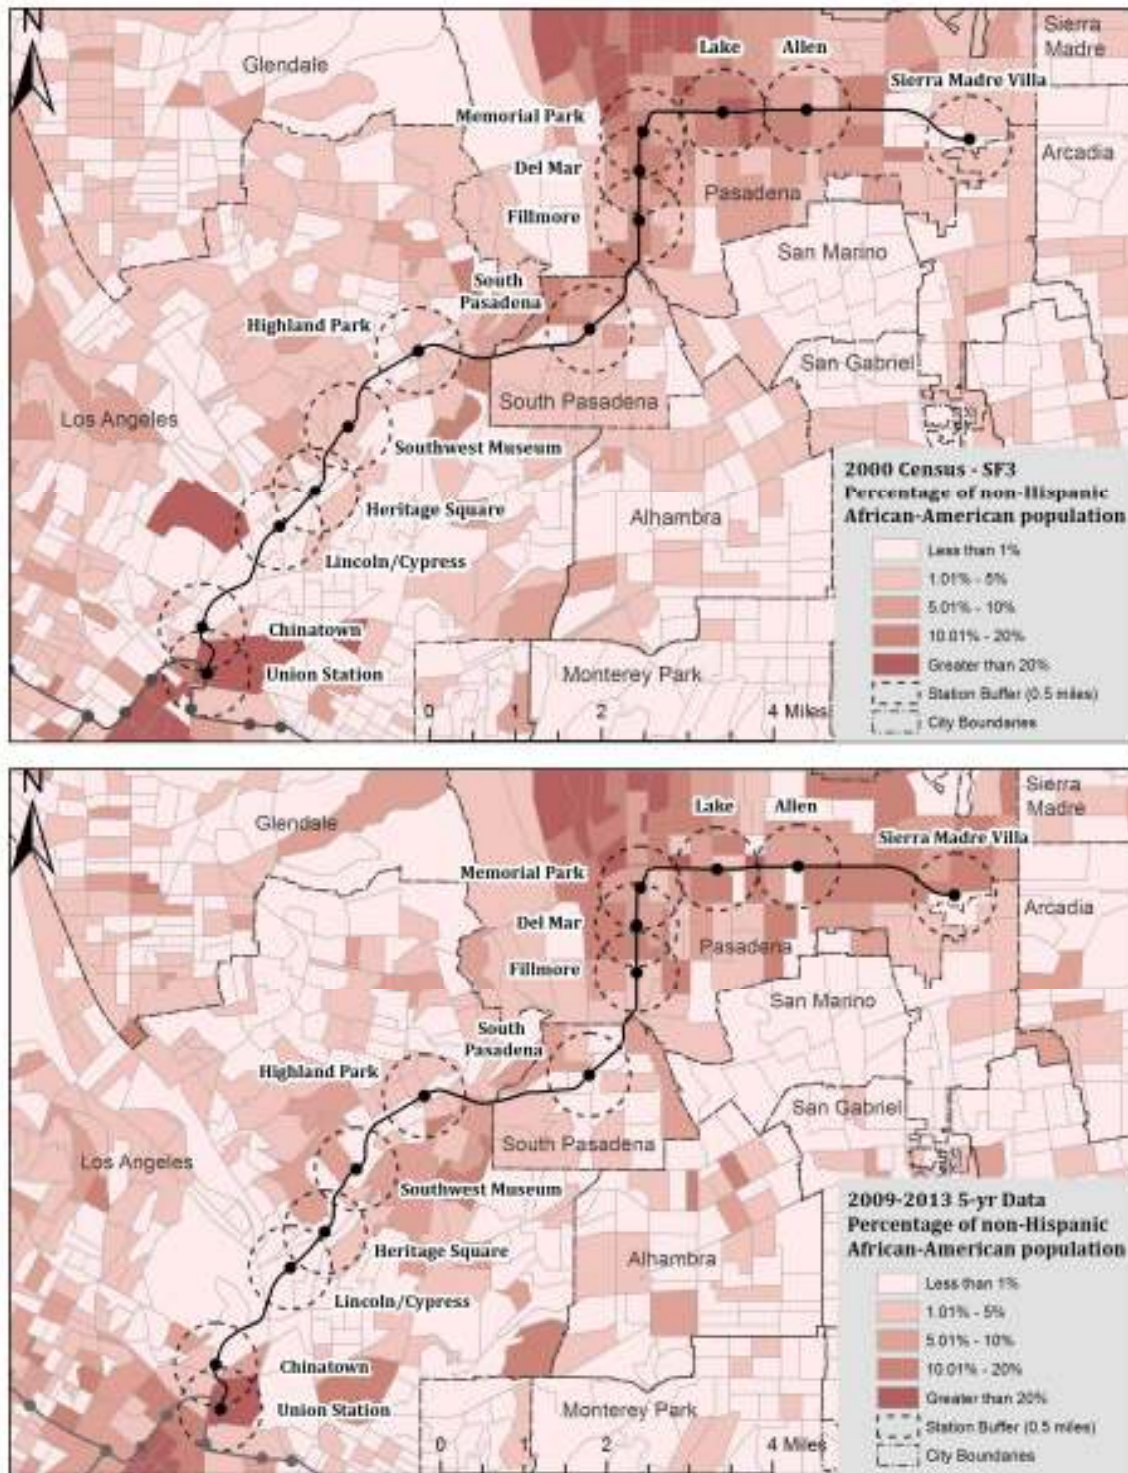 N
Glendale
Lake
Allen
Sierra
Madre
Sierra Madre Villa
Memorial Park
Arcadia
Del Mar
Pasadena
Fillmore
San Marino
South
Pasadena
Highland Park
San Gabriel
South Pasadena
Los Angeles
Southwest Museum
2000 Census - SF3
Percentage of non-Hispanic
African-American population
Heritage Square
Alhambra
Less than 1%
Lincoln/Cypress
1.01% - 5%
5.01% - 10%
Chinatown
10.01% - 20%
Union Station
Monterey Park
Greater than 20%
Station Buffer (0.5 miles)
0 1 2 4 Miles
City Boundaries
N
Glendale
Lake
Allen
Sierra
Madre
Sierra Madre Villa
Memorial Park
Arcadia
Del Mar
Pasadena
Fillmore
San Marino
South
Pasadena
Highland Park
San Gabriel
South Pasadena
Los Angeles
Southwest Museum
2009-2013 5-yr Data
Percentage of non-Hispanic
African-American population
Heritage Square
Alhambra
Less than 1%
Lincoln/Cypress
1.01% - 5%
5.01% - 10%
Chinatown
10.01% - 20%
Union Station
Monterey Park
Greater than 20%
Station Buffer (0.5 miles)
0 1 2 4 Miles
City Boundaries